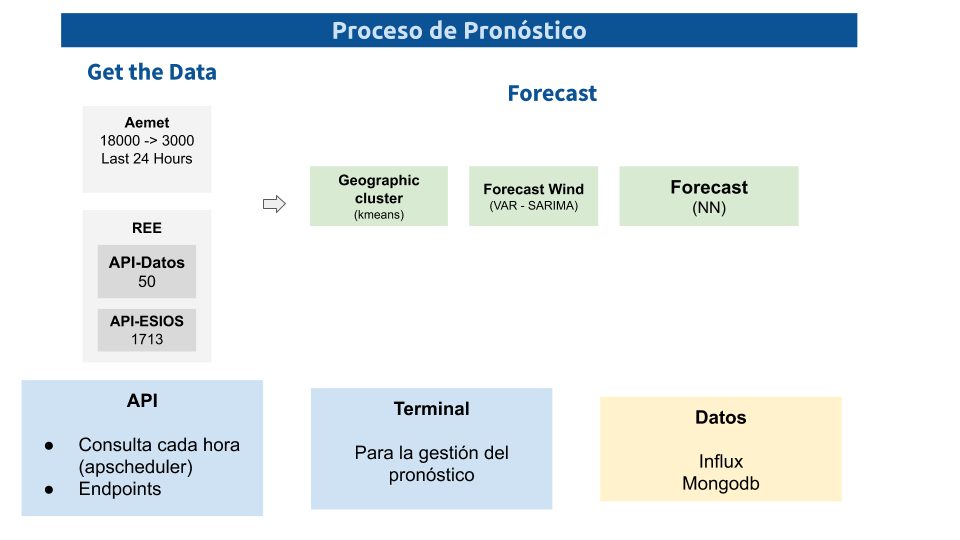 Proceso de Pronóstico
Get the Data
Forecast
Aemet
18000 -> 3000
Last 24 Hours
REE
API-Datos
50
API-ESIOS
1713
Geographic
cluster
(kmeans)
Forecast Wind
(VAR - SARIMA)
Forecast
(NN)
API
● Consulta cada hora
(apscheduler)
● Endpoints
Terminal
Para la gestión del
pronóstico
Datos
Influx
Mongodb